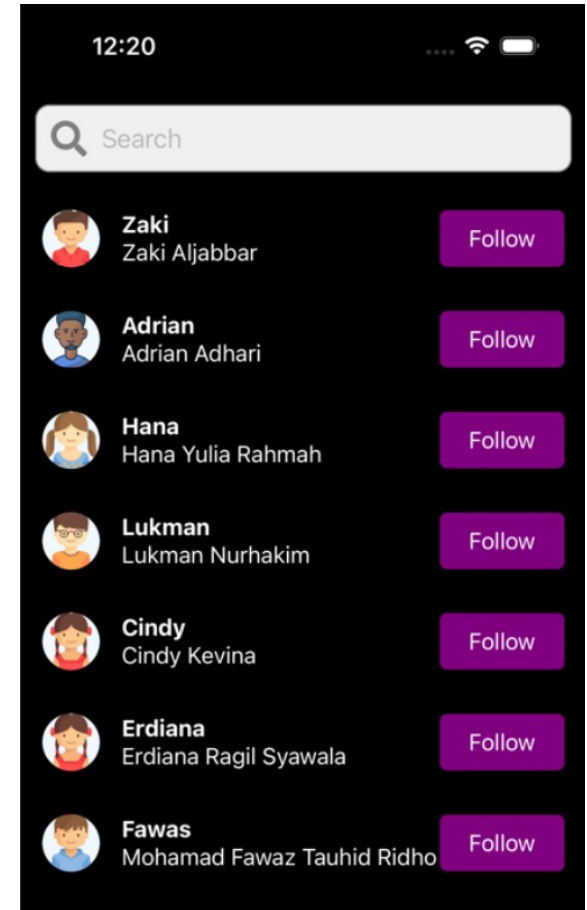 12:20
Search
Zaki
Zaki Aljabbar
Follow
Adrian
Adrian Adhari
Follow
Hana
Hana Yulia Rahmah
Follow
Lukman
Lukman Nurhakim
Follow
Cindy
Cindy Kevina
Follow
Erdiana
Erdiana Ragil Syawala
Follow
Fawas
Mohamad Fawaz Tauhid Ridho
Follow